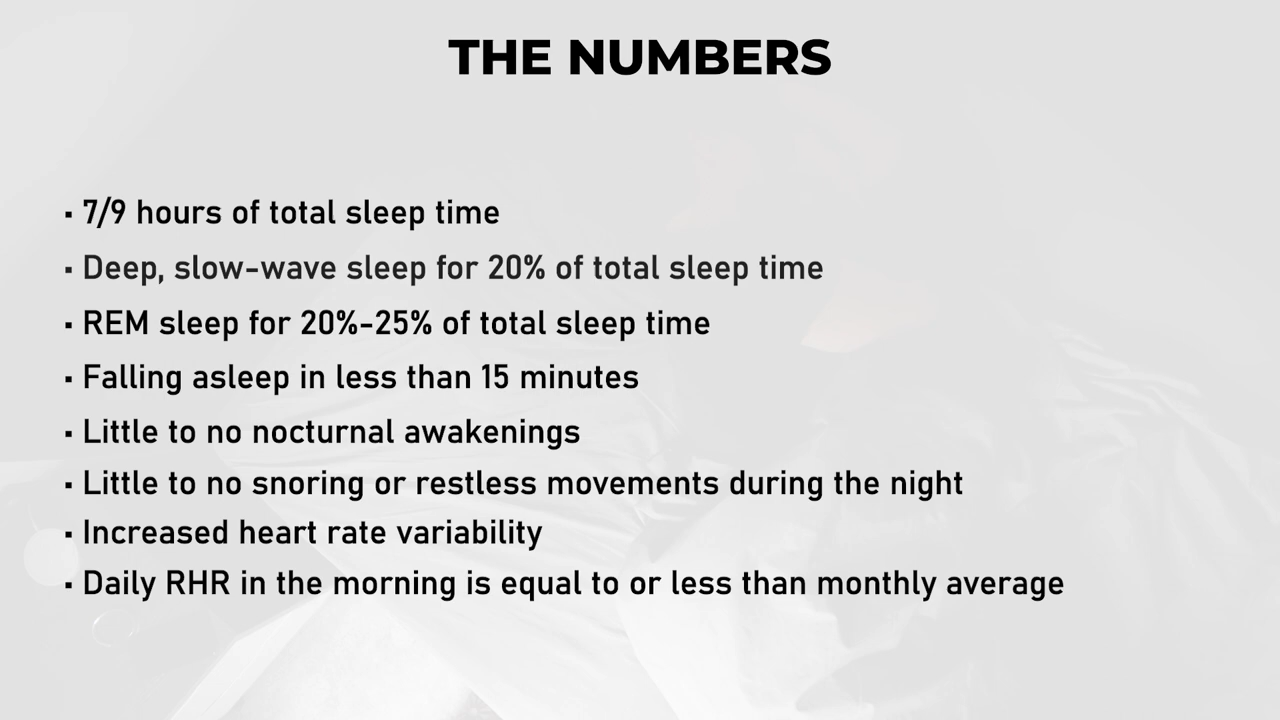 THE NUMBERS
▪ 7/9 hours of total sleep time
▪ Deep, slow-wave sleep for 20% of total sleep time
▪ REM sleep for 20%-25% of total sleep time
▪ Falling asleep in less than 15 minutes
▪ Little to no nocturnal awakenings
▪ Little to no snoring or restless movements during the night
▪ Increased heart rate variability
▪ Daily RHR in the morning is equal to or less than monthly average